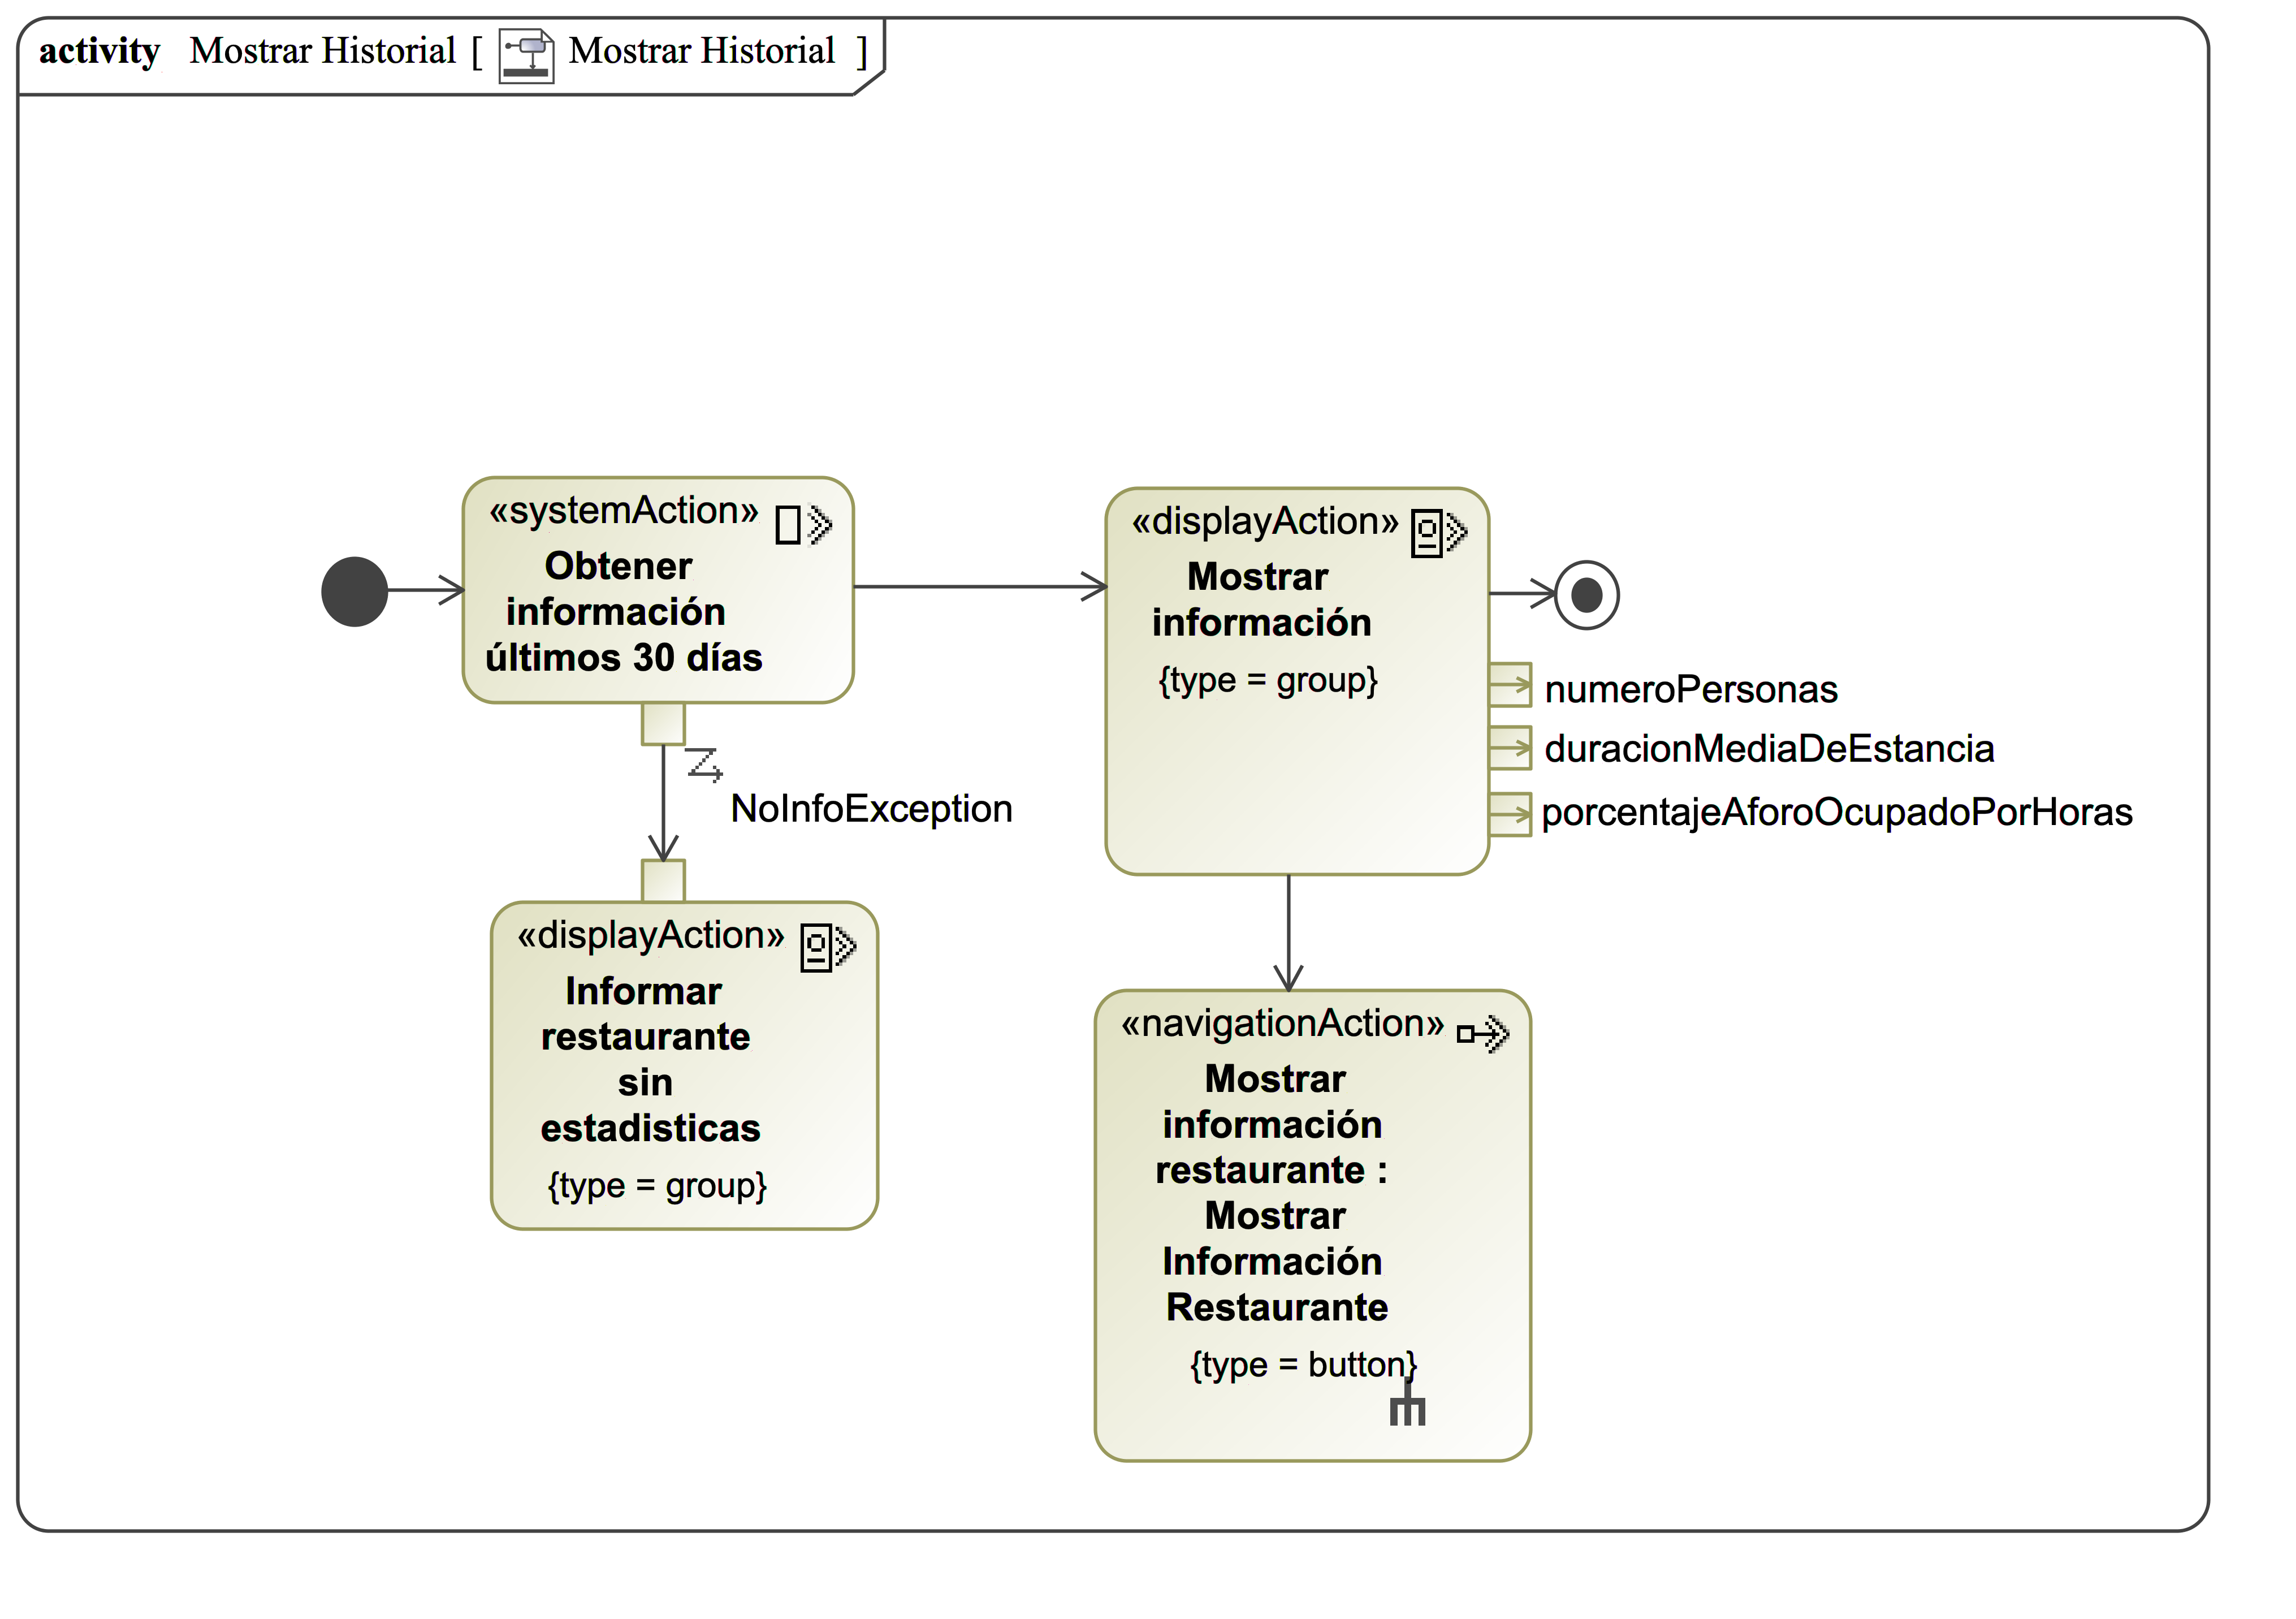 activity Mostrar Historial [ Mostrar Historial ]
«systemAction»
Obtener
información
últimos 30 días
NoInfoException
«displayAction»
Informar
restaurante
sin
estadisticas
{type = group}
«displayAction»
Mostrar
información
{type = group}
numeroPersonas
duracionMediaDeEstancia
porcentajeAforoOcupadoPorHoras
«navigationAction»
Mostrar
información
restaurante :
Mostrar
Información
Restaurante
{type = button}